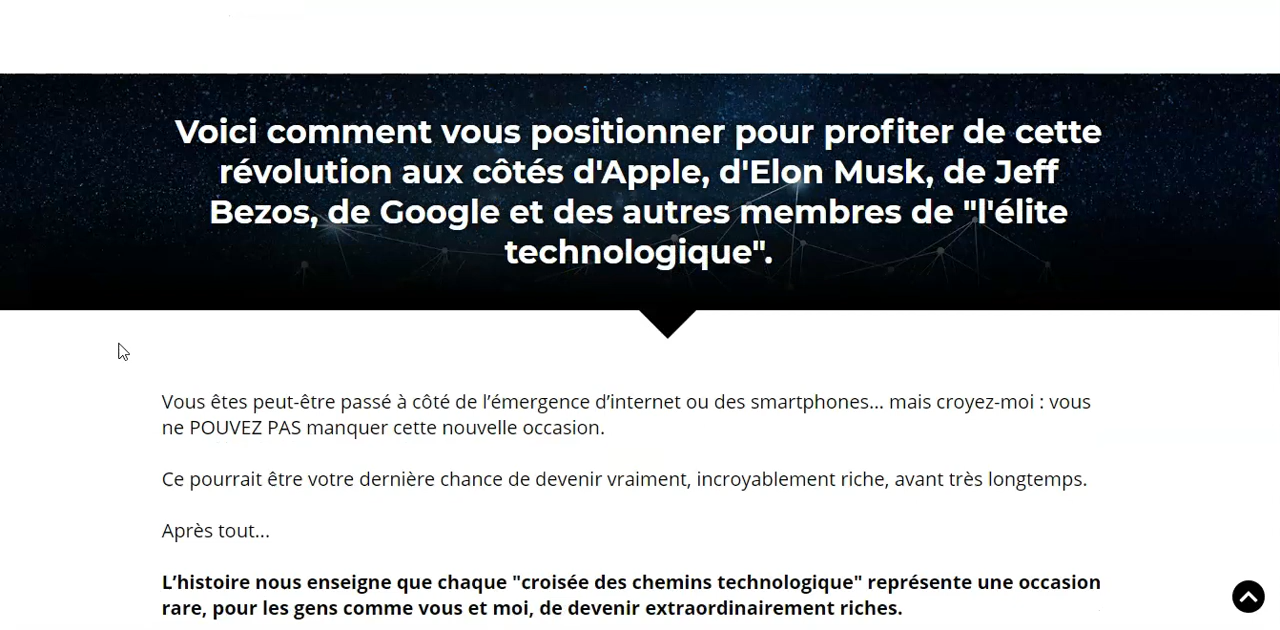 Voici comment vous positionner pour profiter de cette
révolution aux côtés d'Apple, d'Elon Musk, de Jeff
Bezos, de Google et des autres membres de "l'élite
technologique".
Vous êtes peut-être passé à côté de l’émergence d’internet ou des smartphones... mais croyez-moi : vous
ne POUVEZ PAS manquer cette nouvelle occasion.
Ce pourrait être votre dernière chance de devenir vraiment, incroyablement riche, avant très longtemps.
Après tout...
L’histoire nous enseigne que chaque "croisée des chemins technologique" représente une occasion
rare, pour les gens comme vous et moi, de devenir extraordinairement riches.